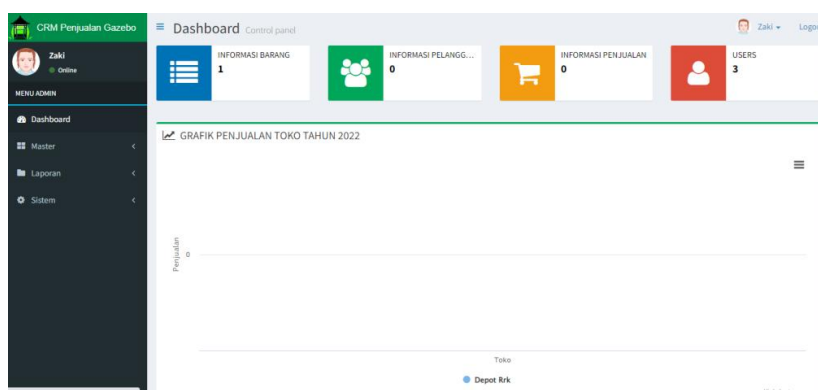 CRM Penjualan Gazebo
Dashboard Control panel
Zaki
Logou
Zaki
Online
MENU ADMIN
Dashboard
Master
Laporan
Sistem
INFORMASI BARANG
1
INFORMASI PELANGG...
0
INFORMASI PENJUALAN
0
USERS
3
GRAFIK PENJUALAN TOKO TAHUN 2022
Penjualan
0
Toko
Depot Rrk